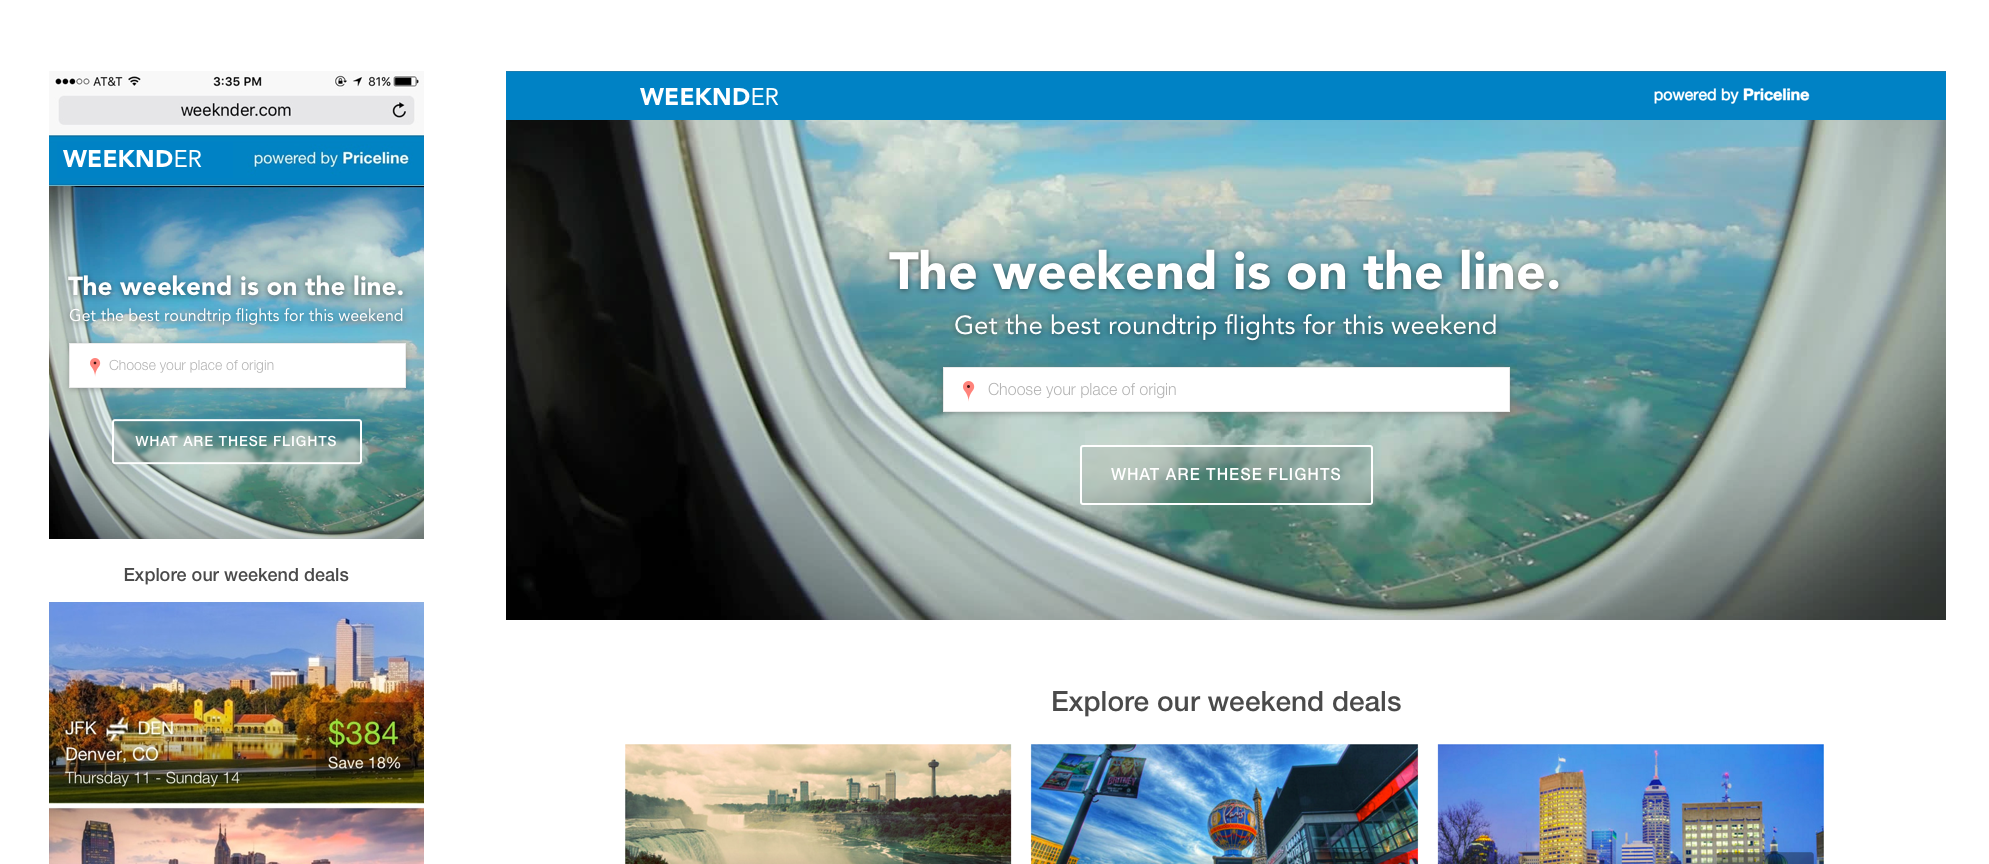 AT&T 3:35 PM 81%
weeknder.com
WEEKNDER powered by Priceline
The weekend is on the line.
Get the best roundtrip flights for this weekend
Choose your place of origin
WHAT ARE THESE FLIGHTS
Explore our weekend deals
JFK DEN
Denver, CO
Thursday 11 - Sunday 14
$384
Save 18%
WEEKNDER powered by Priceline
The weekend is on the line.
Get the best roundtrip flights for this weekend
Choose your place of origin
WHAT ARE THESE FLIGHTS
Explore our weekend deals